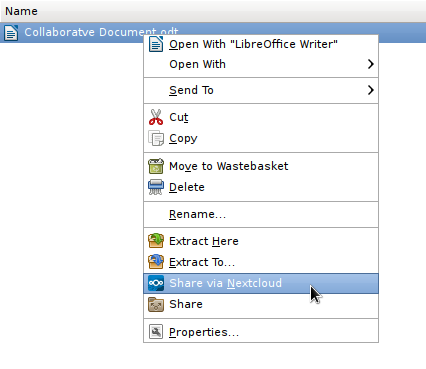 Name
Collaboratve Document.odt
Open With "LibreOffice Writer"
Open With
Send To
Cut
Copy
Move to Wastebasket
Delete
Rename...
Extract Here
Extract To...
Share via Nextcloud
Share
Properties...